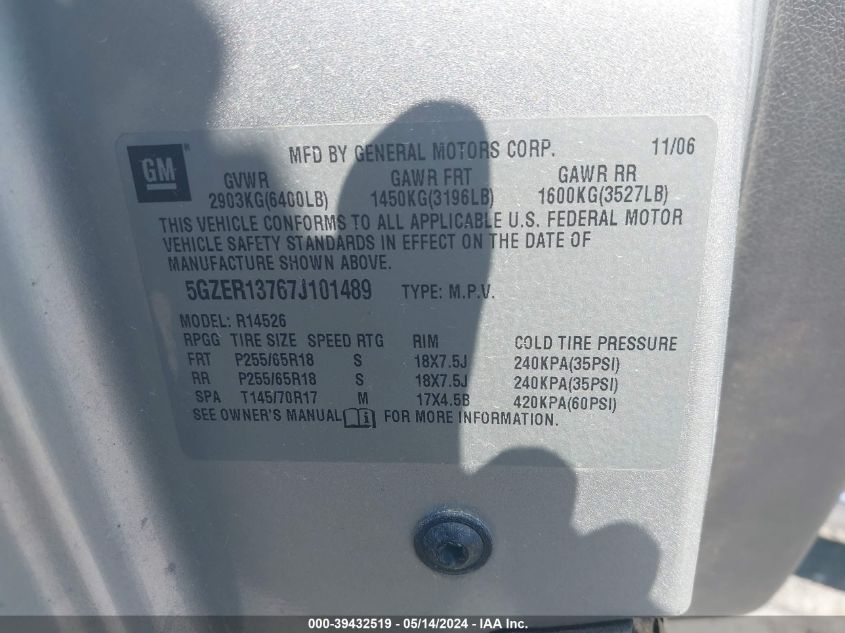 GM ®
MFD BY GENERAL MOTORS CORP. 11/06
GVWR GAWR FRT GAWR RR
2903KG(6400LB) 1450KG(3196LB) 1600KG(3527LB)
THIS VEHICLE CONFORMS TO ALL APPLICABLE U.S. FEDERAL MOTOR
VEHICLE SAFETY STANDARDS IN EFFECT ON THE DATE OF
MANUFACTURE SHOWN ABOVE.
5GZER13767J101489 TYPE: M.P.V.
MODEL: R14526
RPGG TIRE SIZE SPEED RTG RIM COLD TIRE PRESSURE
FRT P255/65R18 S 18X7.5J 240KPA(35PSI)
RR P255/65R18 S 18X7.5J 240KPA(35PSI)
SPA T145/70R17 M 17X4.5B 420KPA(60PSI)
SEE OWNER'S MANUAL i FOR MORE INFORMATION.
000-39432519 / 05/14/2024 - IAA Inc.